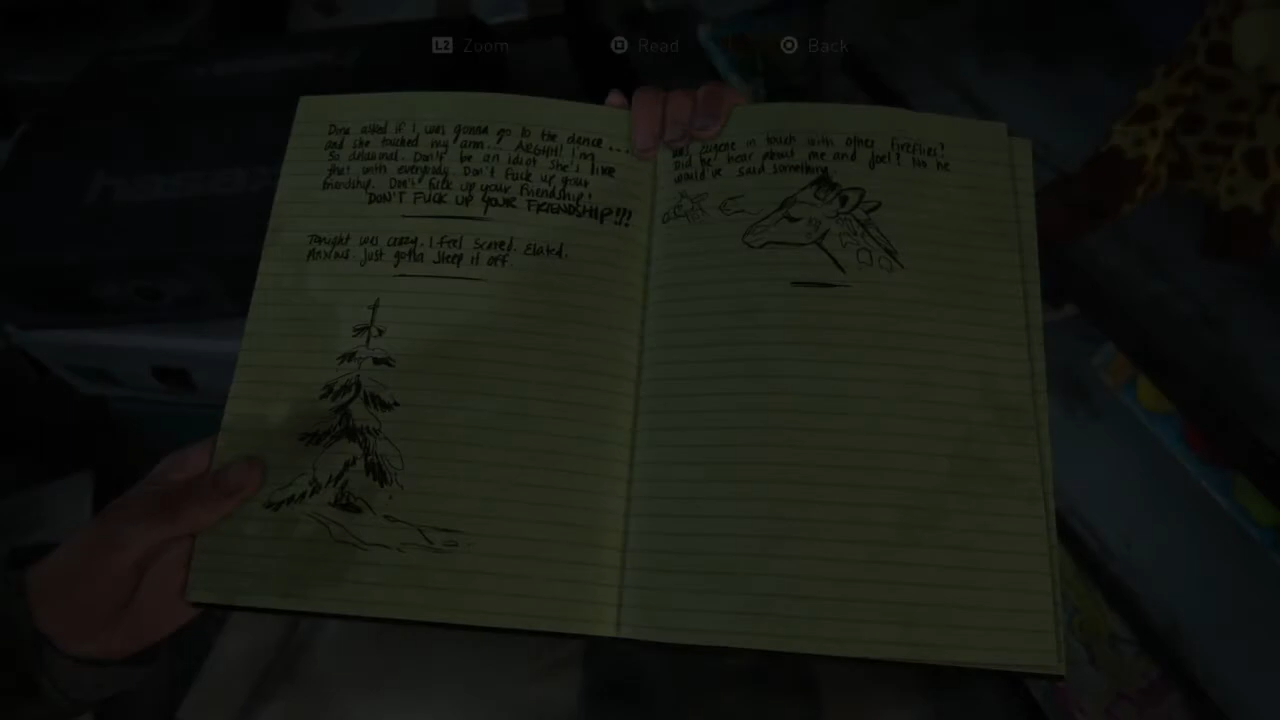 L2 Zoom
Read
Back
Dina asked if I was gonna go to the dance ...
and she touched my arm... ARGHH! I'm
so delusional. Don't be an idiot she's like
that with everybody. Don't fuck up your
friendship. Don't fuck up your friendship!
DON'T FUCK UP YOUR FRIENDSHIP!!!
Tonight was crazy. I feel scared. Elated.
Anxious. Just gotta sleep it off.
Was Eugene in touch with other Fireflies?
Did he hear about me and Joel? No he
would've said something